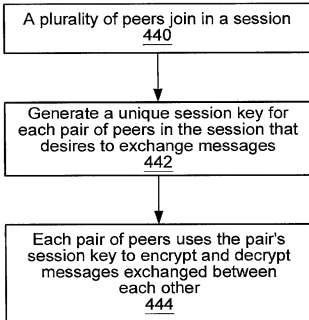 A plurality of peers join in a session
440
Generate a unique session key for
each pair of peers in the session that
desires to exchange messages
442
Each pair of peers uses the pair's
session key to encrypt and decrypt
messages exchanged between
each other
444